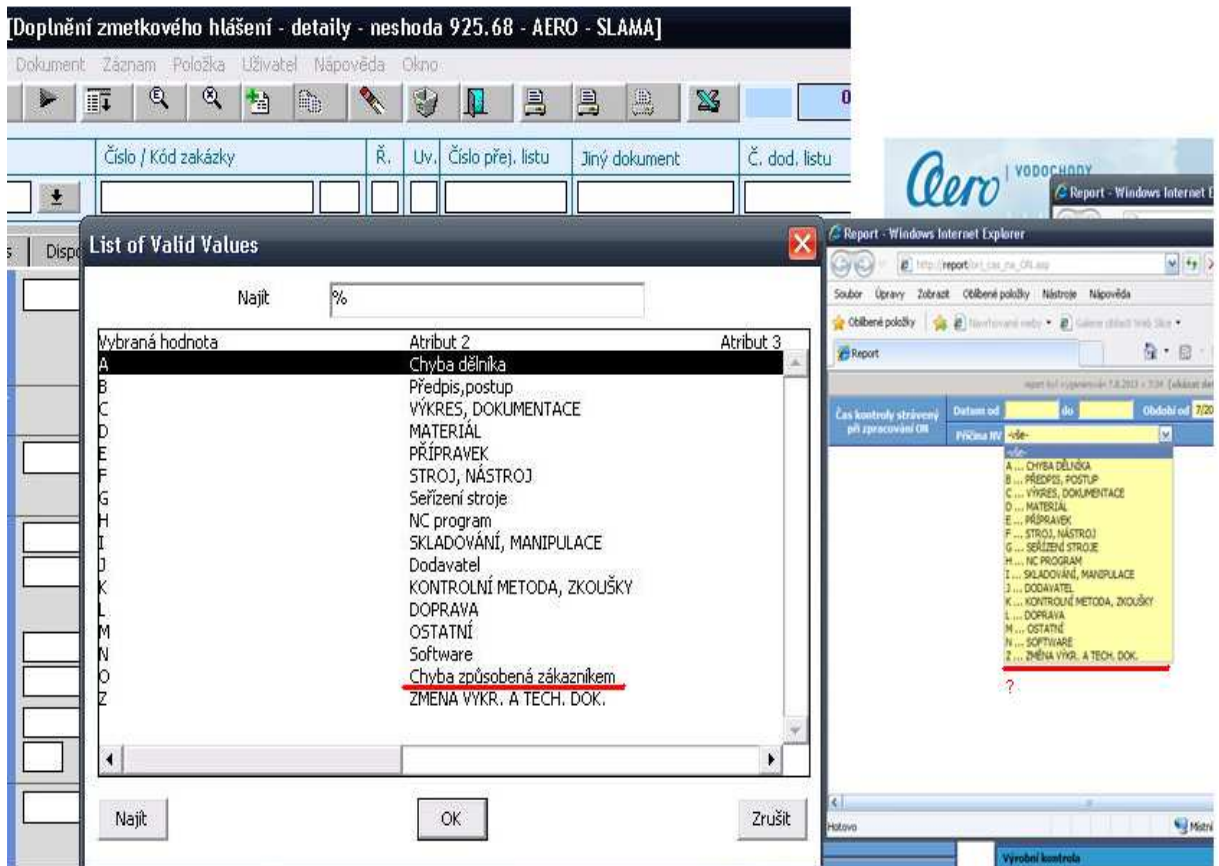 [Doplnění zmetkového hlášení - detaily - neshoda 925.68 - AERO - SLAMA]
Dokument Záznam Položka Uživatel Nápověda Okno
Číslo / Kód zakázky Ř. Uv. Číslo přej. listu Jiný dokument Č. dod. listu
List of Valid Values
Najít %
Vybraná hodnota Atribut 2 Atribut 3
A Chyba dělníka
B Předpis,postup
C VÝKRES, DOKUMENTACE
D MATERIÁL
E PŘÍPRAVEK
F STROJ, NÁSTROJ
G Seřízení stroje
H NC program
I SKLADOVÁNÍ, MANIPULACE
J Dodavatel
K KONTROLNÍ METODA, ZKOUŠKY
L DOPRAVA
M OSTATNÍ
N Software
O Chyba způsobená zákazníkem
Z ZMĚNA VÝKR. A TECH. DOK.
Najít OK Zrušit
aero | VODOCHODY
Report - Windows Internet E
Report - Windows Internet Explorer
Soubor Úpravy Zobrazit Oblíbené položky Nástroje Nápověda
Oblíbené položky
Report
Čas kontroly strávený při zpracování ON
Datum od do Období od 7/20
Příčina NV -vše-
-vše-
A ... CHYBA DĚLNÍKA
B ... PŘEDPIS, POSTUP
C ... VÝKRES, DOKUMENTACE
D ... MATERIÁL
E ... PŘÍPRAVEK
F ... STROJ, NÁSTROJ
G ... SEŘÍZENÍ STROJE
H ... NC PROGRAM
I ... SKLADOVÁNÍ, MANIPULACE
J ... DODAVATEL
K ... KONTROLNÍ METODA, ZKOUŠKY
L ... DOPRAVA
M ... OSTATNÍ
N ... SOFTWARE
Z ... ZMĚNA VÝKR. A TECH. DOK.
?
Hotovo Místní
Výrobní kontrola